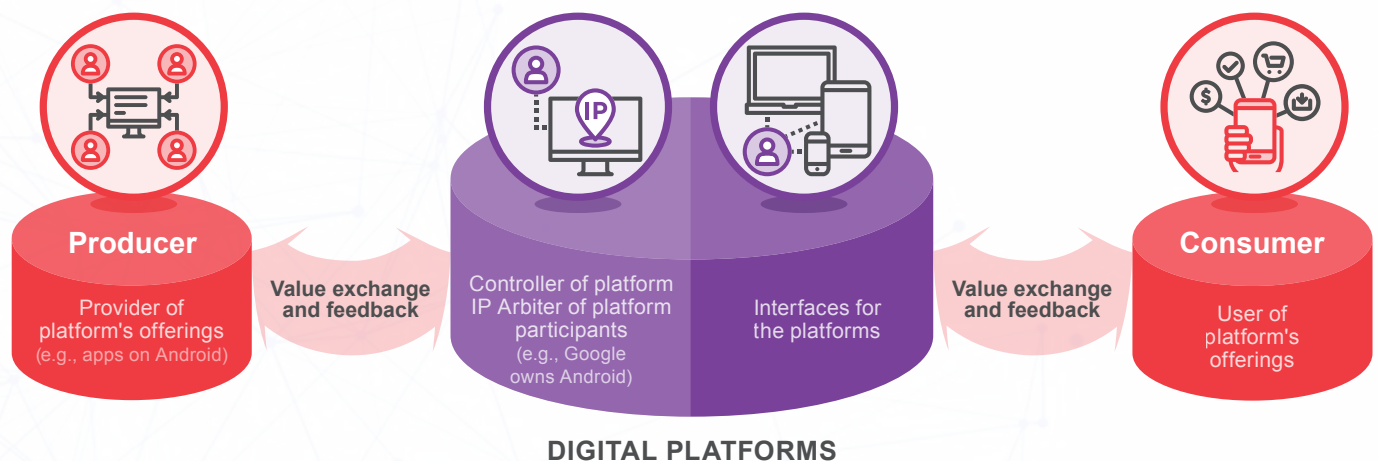 IP
Producer
Provider of
platform's offerings
(e.g., apps on Android)
Value exchange
and feedback
Controller of platform
IP Arbiter of platform
participants
(e.g., Google
owns Android)
Interfaces for
the platforms
Value exchange
and feedback
$
Consumer
User of
platform's
offerings
DIGITAL PLATFORMS